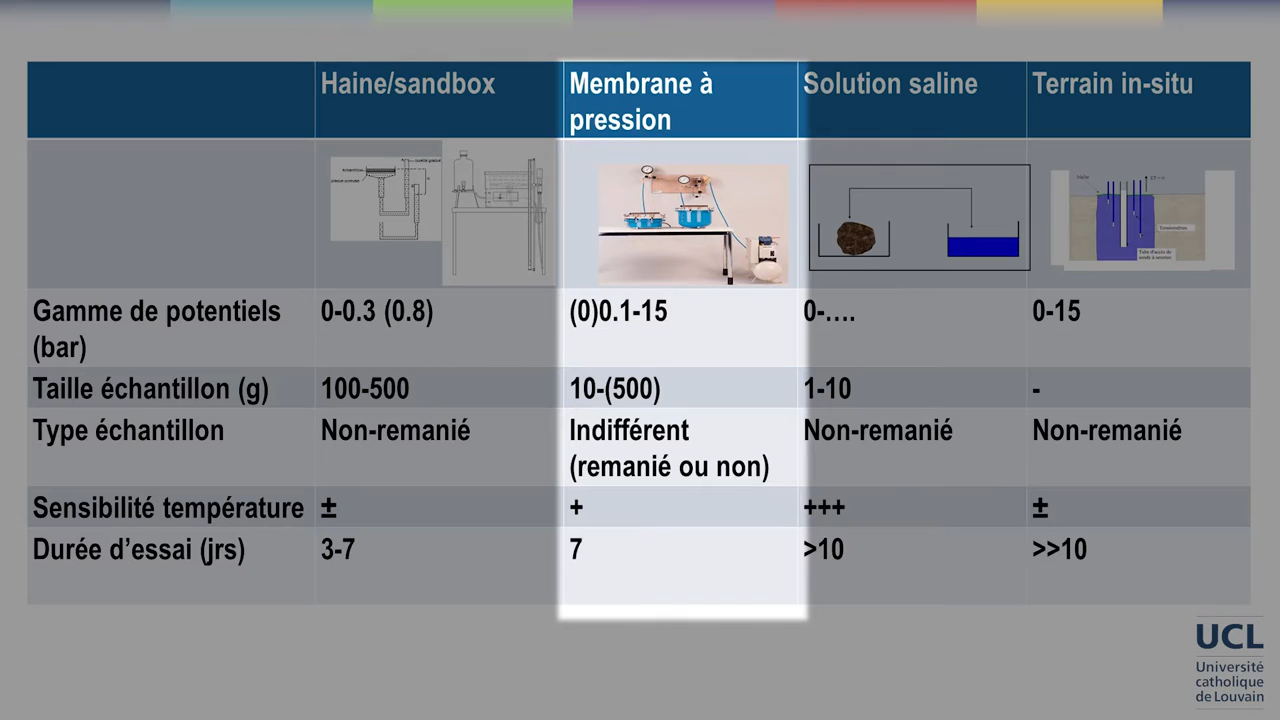 Haine/sandbox
Membrane à
pression
Solution saline
Terrain in-situ
Gamme de potentiels
(bar)
0-0.3 (0.8)
(0)0.1-15
0-....
0-15
Taille échantillon (g)
100-500
10-(500)
1-10
-
Type échantillon
Non-remanié
Indifférent
(remanié ou non)
Non-remanié
Non-remanié
Sensibilité température
±
+
+++
±
Durée d’essai (jrs)
3-7
7
>10
>>10
UCL
Université
catholique
de Louvain